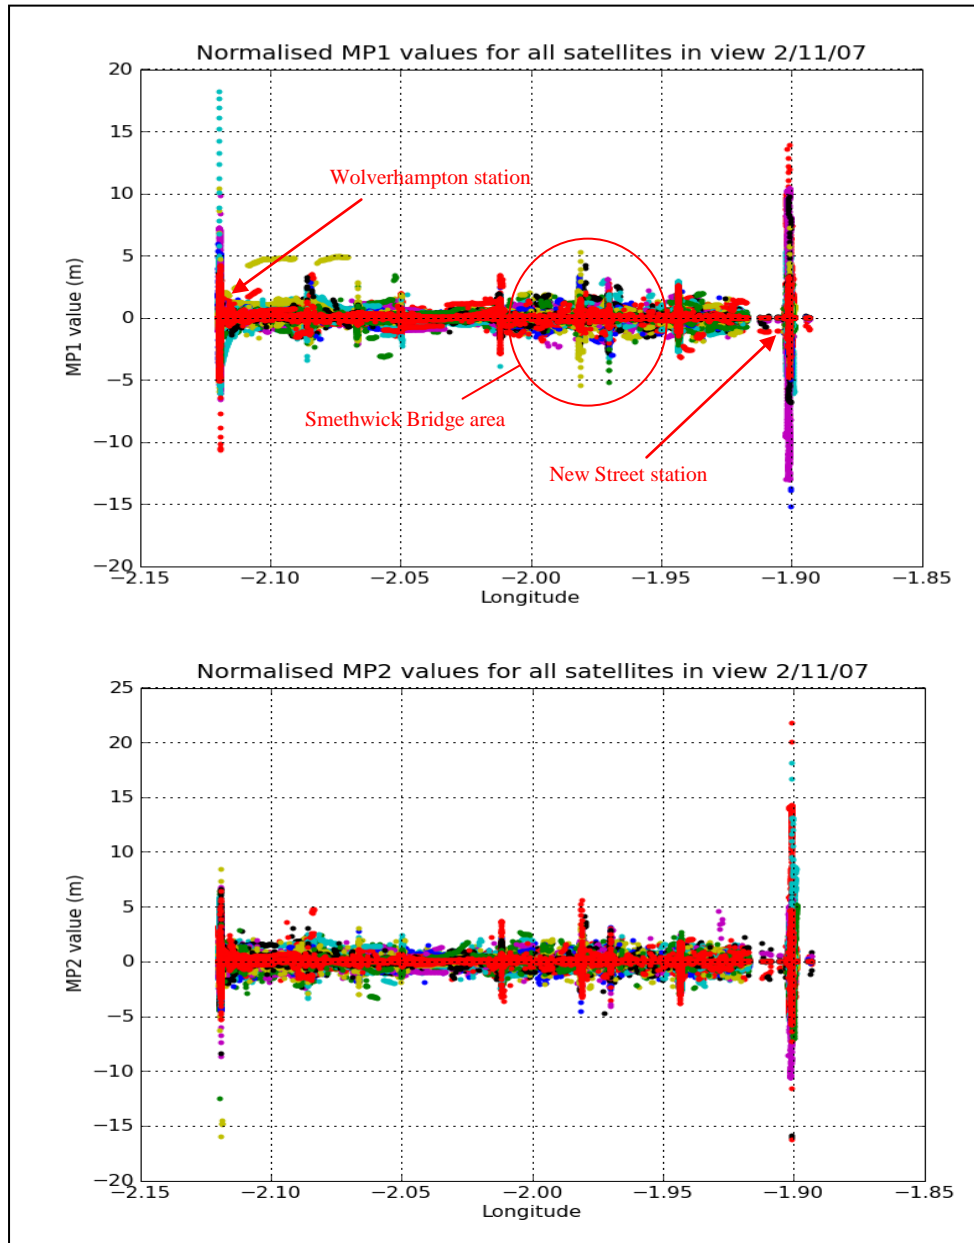 Normalised MP1 values for all satellites in view 2/11/07
20
15
10
5
0
−5
−10
−15
−20
MP1 value (m)
Wolverhampton station
Smethwick Bridge area
New Street station
−2.15 −2.10 −2.05 −2.00 −1.95 −1.90 −1.85
Longitude
Normalised MP2 values for all satellites in view 2/11/07
25
20
15
10
5
0
−5
−10
−15
−20
MP2 value (m)
−2.15 −2.10 −2.05 −2.00 −1.95 −1.90 −1.85
Longitude